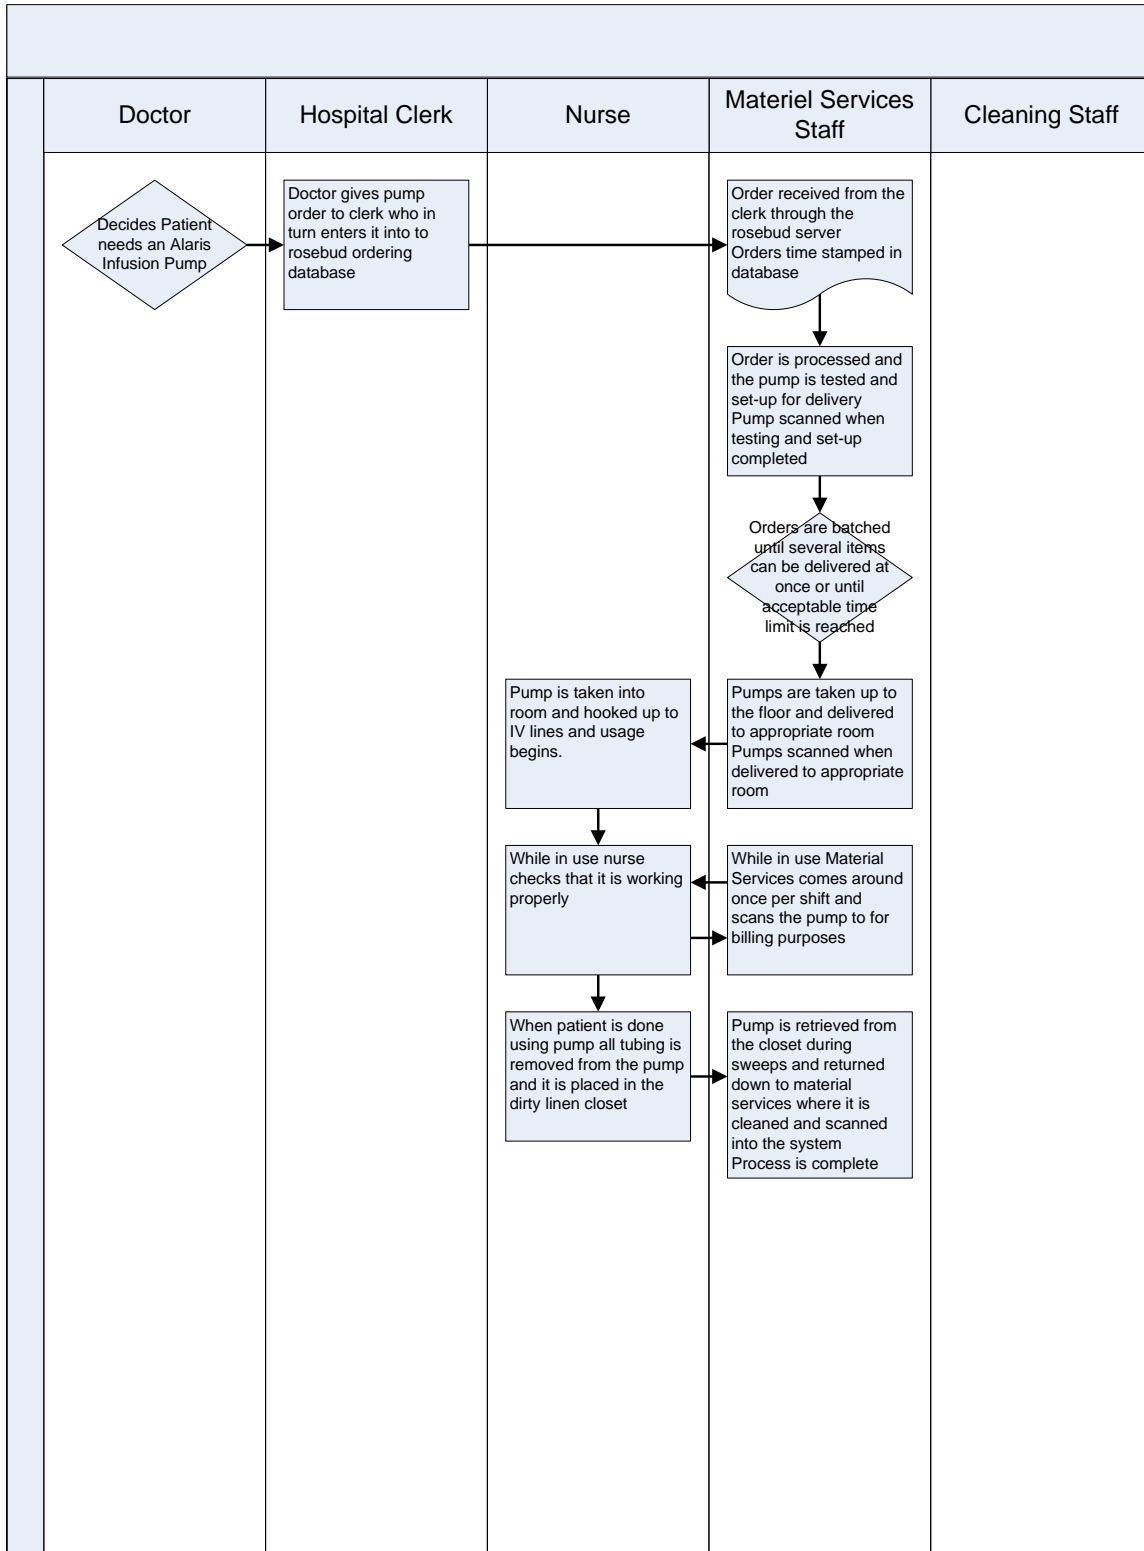 Doctor
Hospital Clerk
Nurse
Materiel Services
Staff
Cleaning Staff
Decides Patient
needs an Alaris
Infusion Pump
Doctor gives pump
order to clerk who in
turn enters it into to
rosebud ordering
database
Order received from the
clerk through the
rosebud server
Orders time stamped in
database
Order is processed and
the pump is tested and
set-up for delivery
Pump scanned when
testing and set-up
completed
Orders are batched
until several items
can be delivered at
once or until
acceptable time
limit is reached
Pump is taken into
room and hooked up to
IV lines and usage
begins.
Pumps are taken up to
the floor and delivered
to appropriate room
Pumps scanned when
delivered to appropriate
room
While in use nurse
checks that it is working
properly
While in use Material
Services comes around
once per shift and
scans the pump to for
billing purposes
When patient is done
using pump all tubing is
removed from the pump
and it is placed in the
dirty linen closet
Pump is retrieved from
the closet during
sweeps and returned
down to material
services where it is
cleaned and scanned
into the system
Process is complete